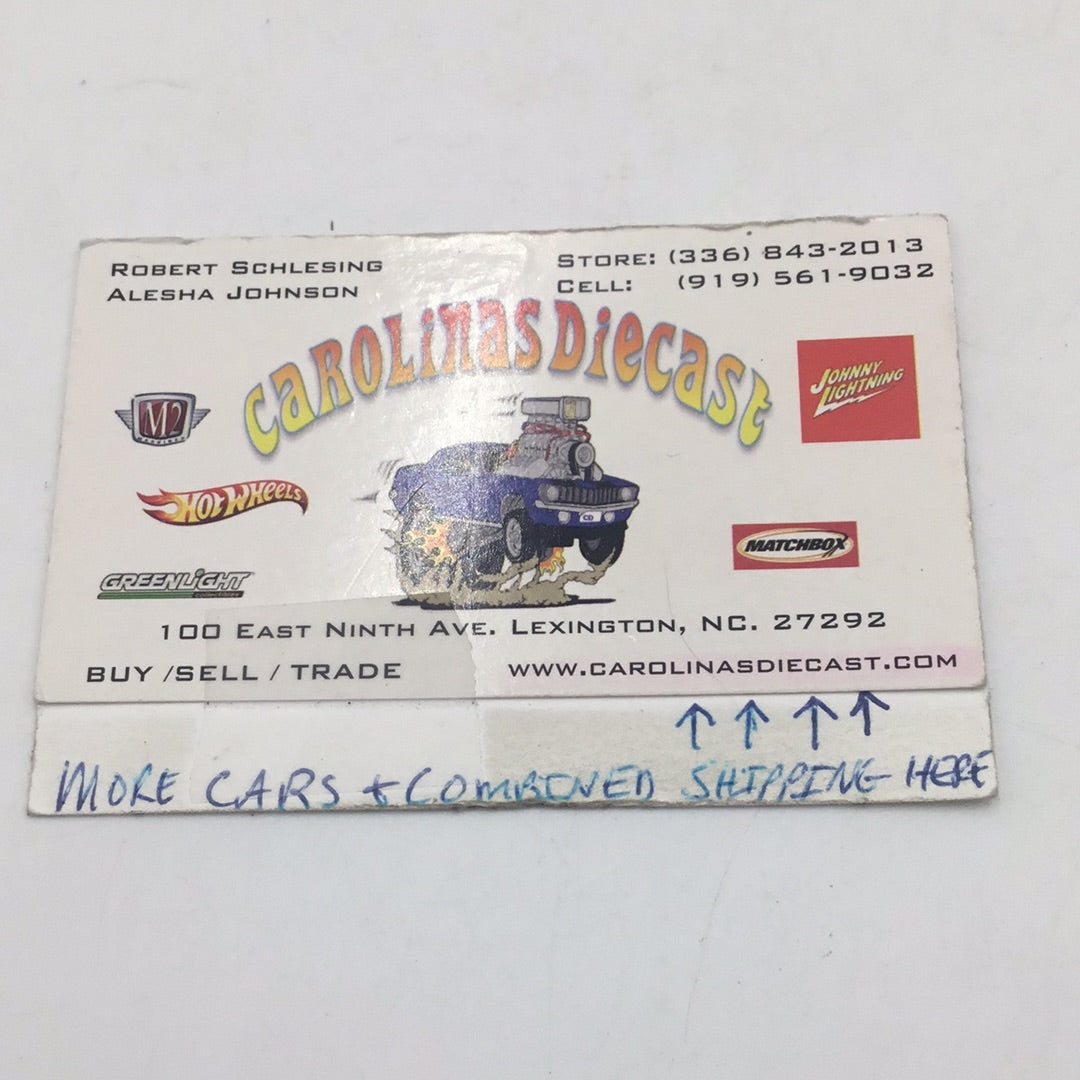 ROBERT SCHLESING
ALESHA JOHNSON
STORE: (336) 843-2013
CELL: (919) 561-9032
CAROLINAS DIECAST
M2
JOHNNY LIGHTNING
HOT WHEELS
CD
MATCHBOX
GREENLIGHT
100 EAST NINTH AVE. LEXINGTON, NC. 27292
BUY /SELL / TRADE
WWW.CAROLINASDIECAST.COM
MORE CARS + COMBINED SHIPPING HERE